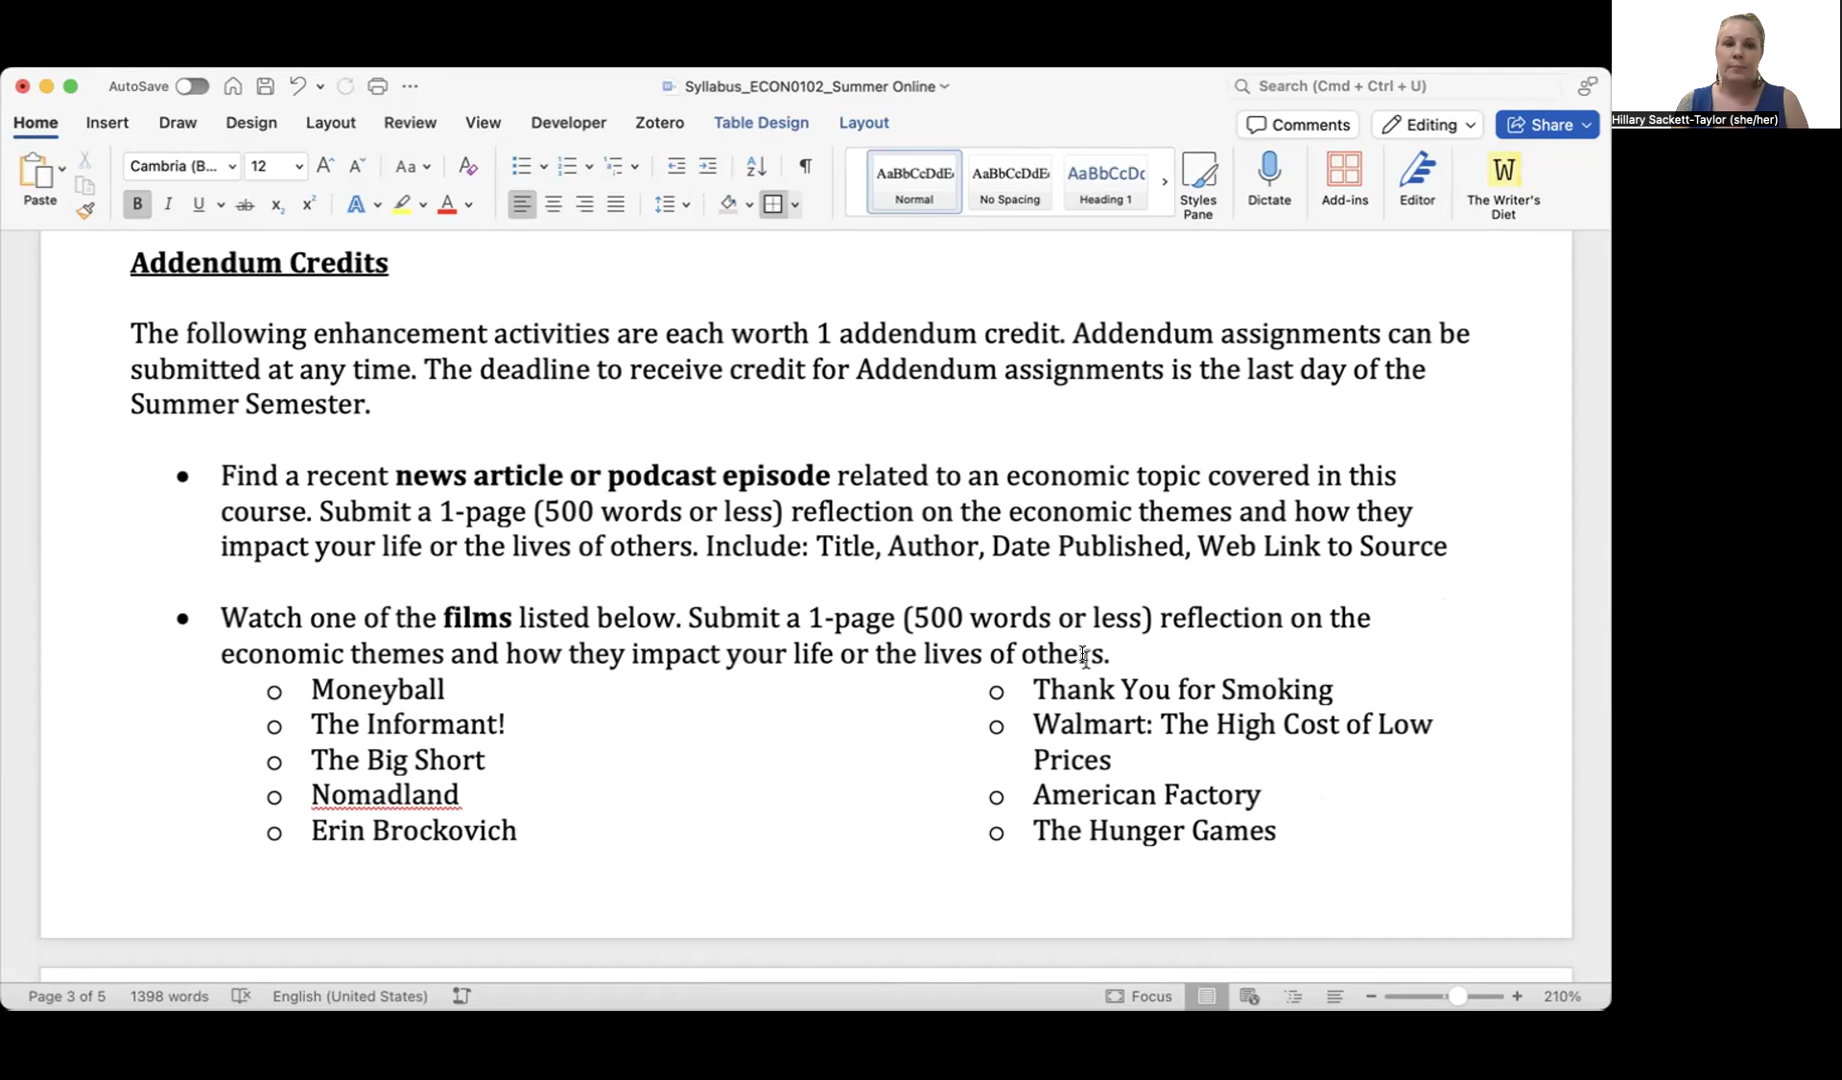 Hillary Sackett-Taylor (she/her)
AutoSave
Syllabus_ECON0102_Summer Online
Search (Cmd + Ctrl + U)
Home Insert Draw Design Layout Review View Developer Zotero Table Design Layout
Comments Editing Share
Paste
Cambria (B... 12 A A Aa A
B I U ab x₂ x² A A
AaBbCcDdE Normal
AaBbCcDdE No Spacing
AaBbCcDc Heading 1
Styles Pane
Dictate
Add-ins
Editor
W The Writer's Diet
Addendum Credits
The following enhancement activities are each worth 1 addendum credit. Addendum assignments can be
submitted at any time. The deadline to receive credit for Addendum assignments is the last day of the
Summer Semester.
• Find a recent news article or podcast episode related to an economic topic covered in this
course. Submit a 1-page (500 words or less) reflection on the economic themes and how they
impact your life or the lives of others. Include: Title, Author, Date Published, Web Link to Source
• Watch one of the films listed below. Submit a 1-page (500 words or less) reflection on the
economic themes and how they impact your life or the lives of others.
o Moneyball
o The Informant!
o The Big Short
o Nomadland
o Erin Brockovich
o Thank You for Smoking
o Walmart: The High Cost of Low
Prices
o American Factory
o The Hunger Games
Page 3 of 5 1398 words English (United States) Focus 210%